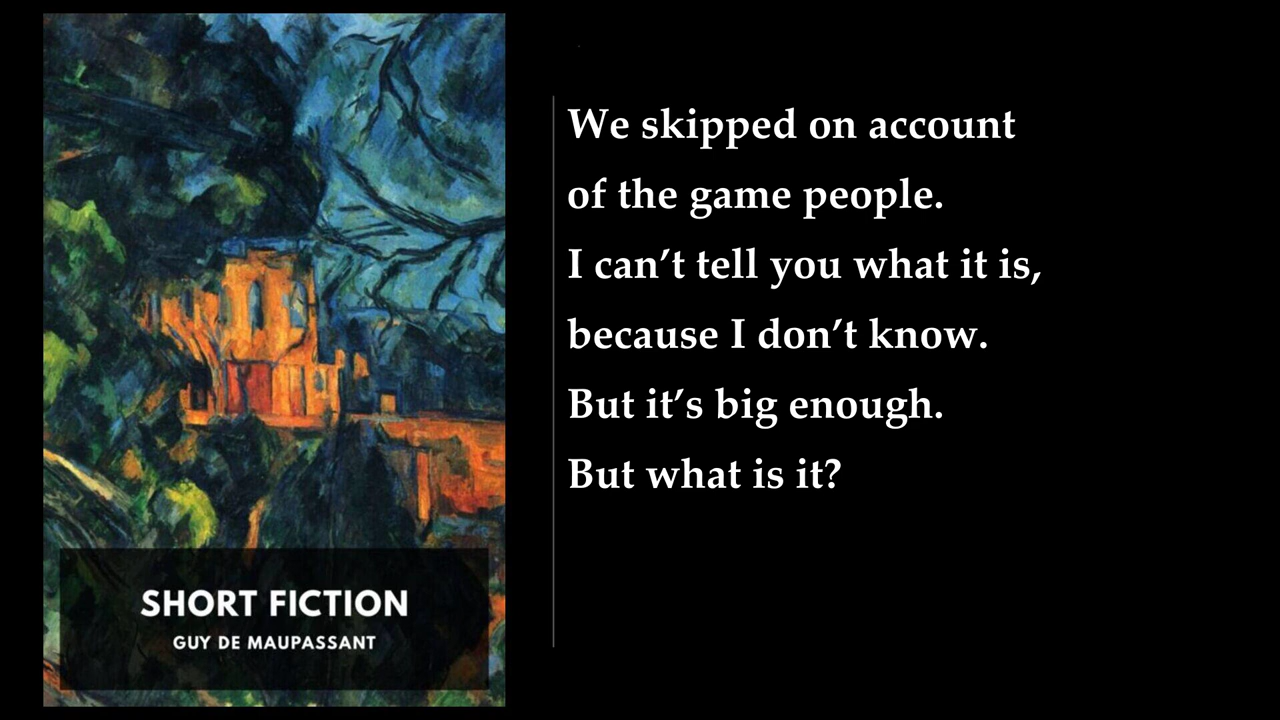 We skipped on account
of the game people.
I can’t tell you what it is,
because I don’t know.
But it’s big enough.
But what is it?
SHORT FICTION
GUY DE MAUPASSANT